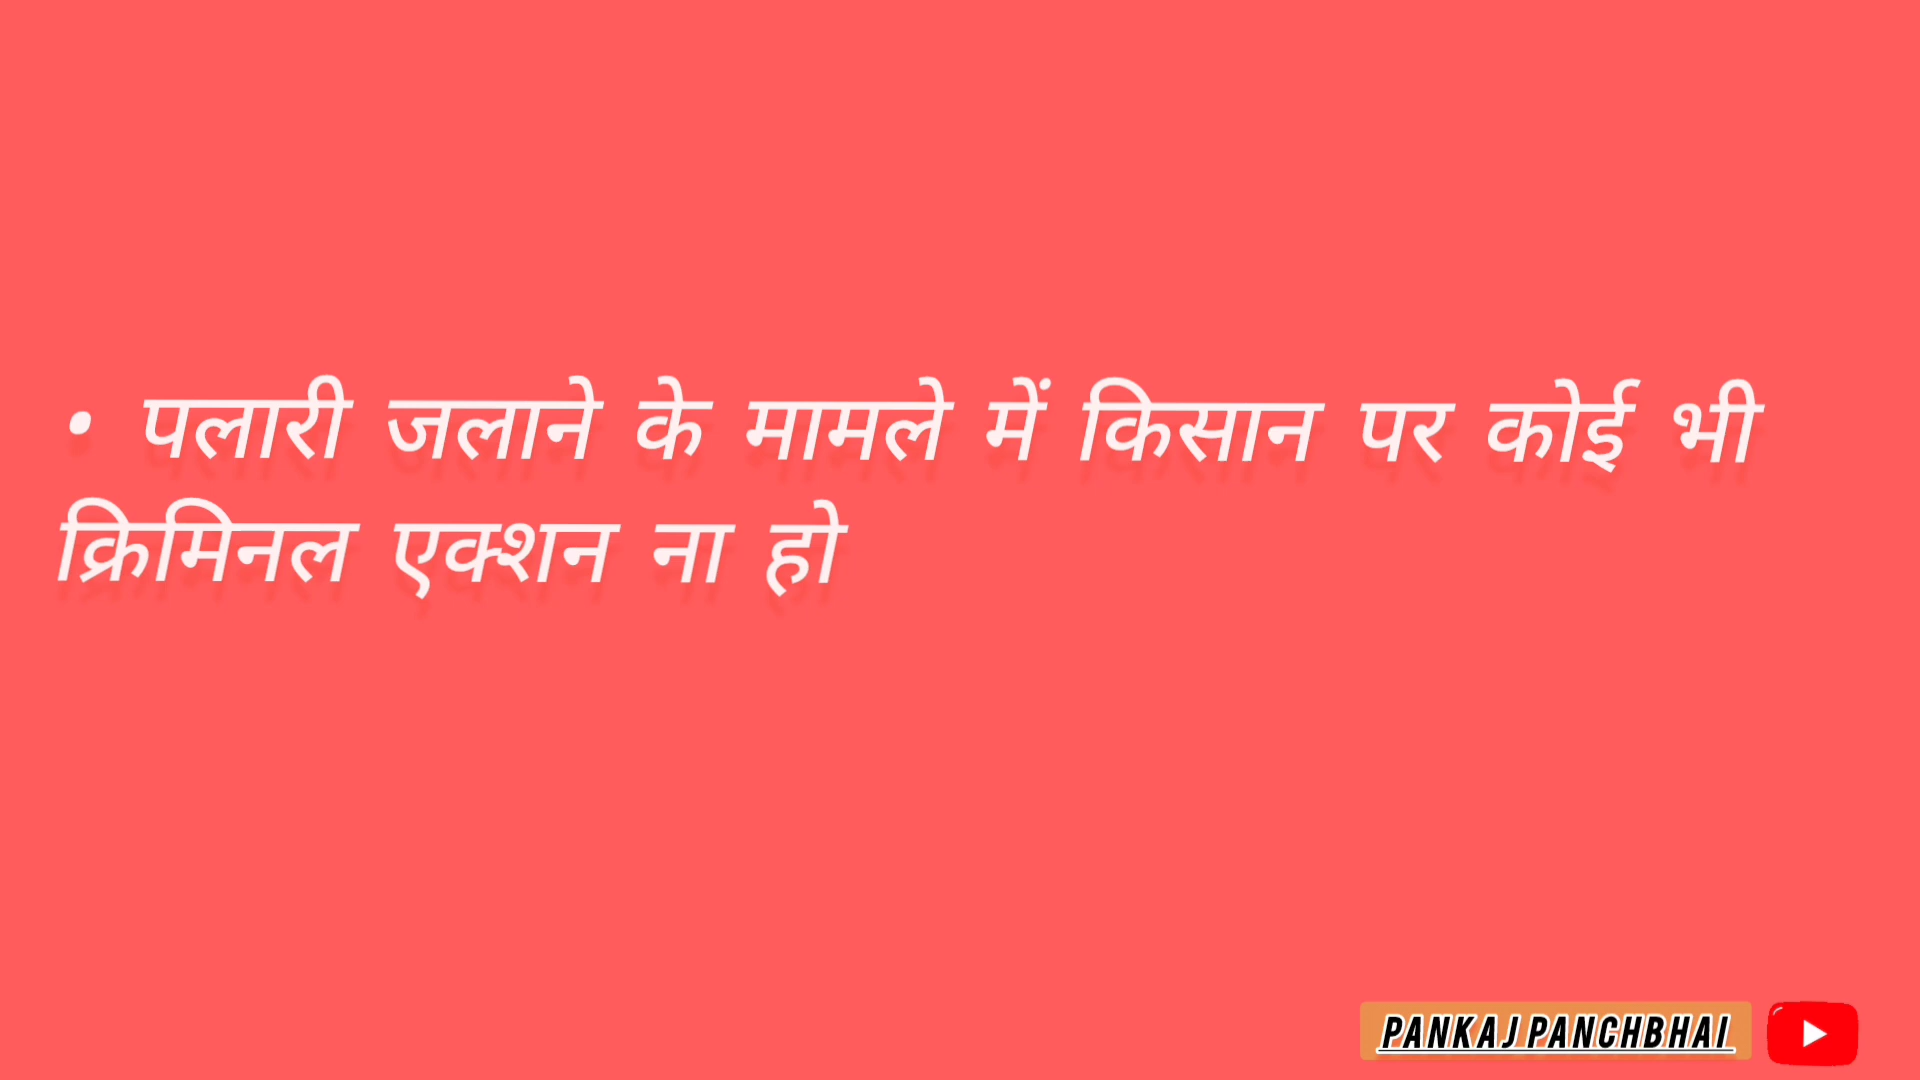 • पलारी जलाने के मामले में किसान पर कोई भी
क्रिमिनल एक्शन ना हो
PANKAJ PANCHBHAI